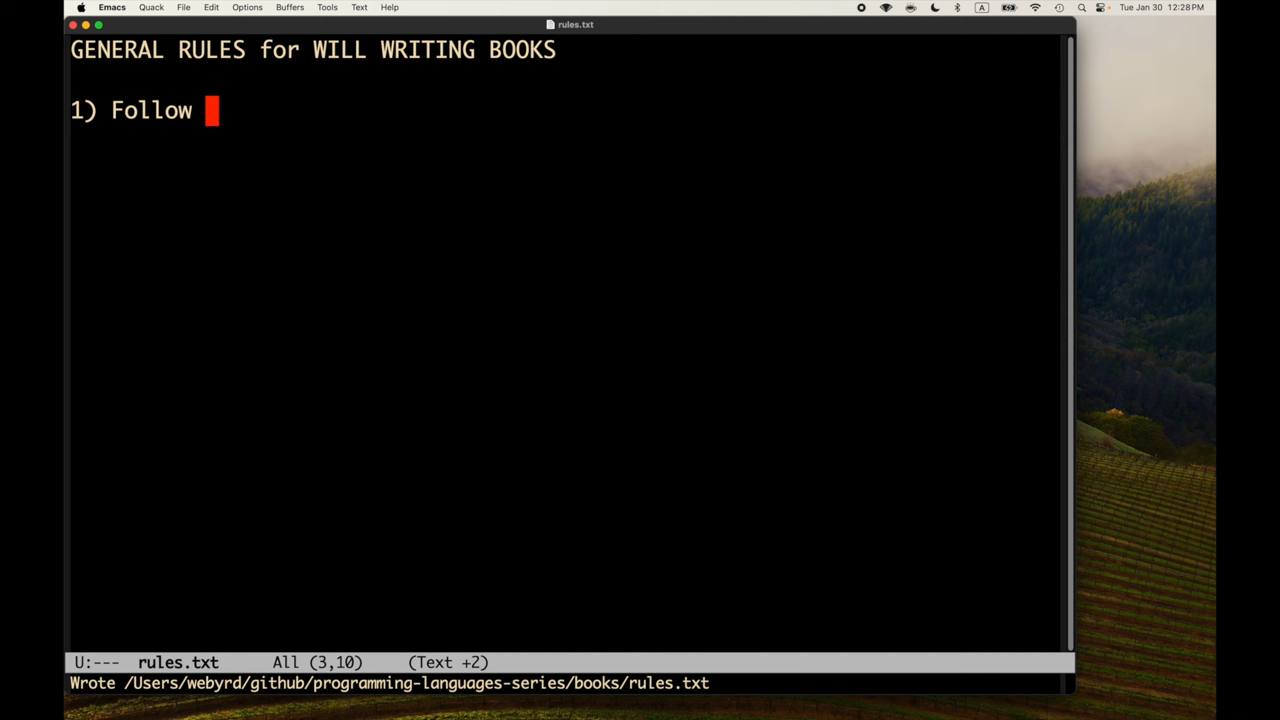 Emacs Quack File Edit Options Buffers Tools Text Help A Tue Jan 30 12:28 PM
rules.txt
GENERAL RULES for WILL WRITING BOOKS
1) Follow
U:--- rules.txt All (3,10) (Text +2)
Wrote /Users/webyrd/github/programming-languages-series/books/rules.txt